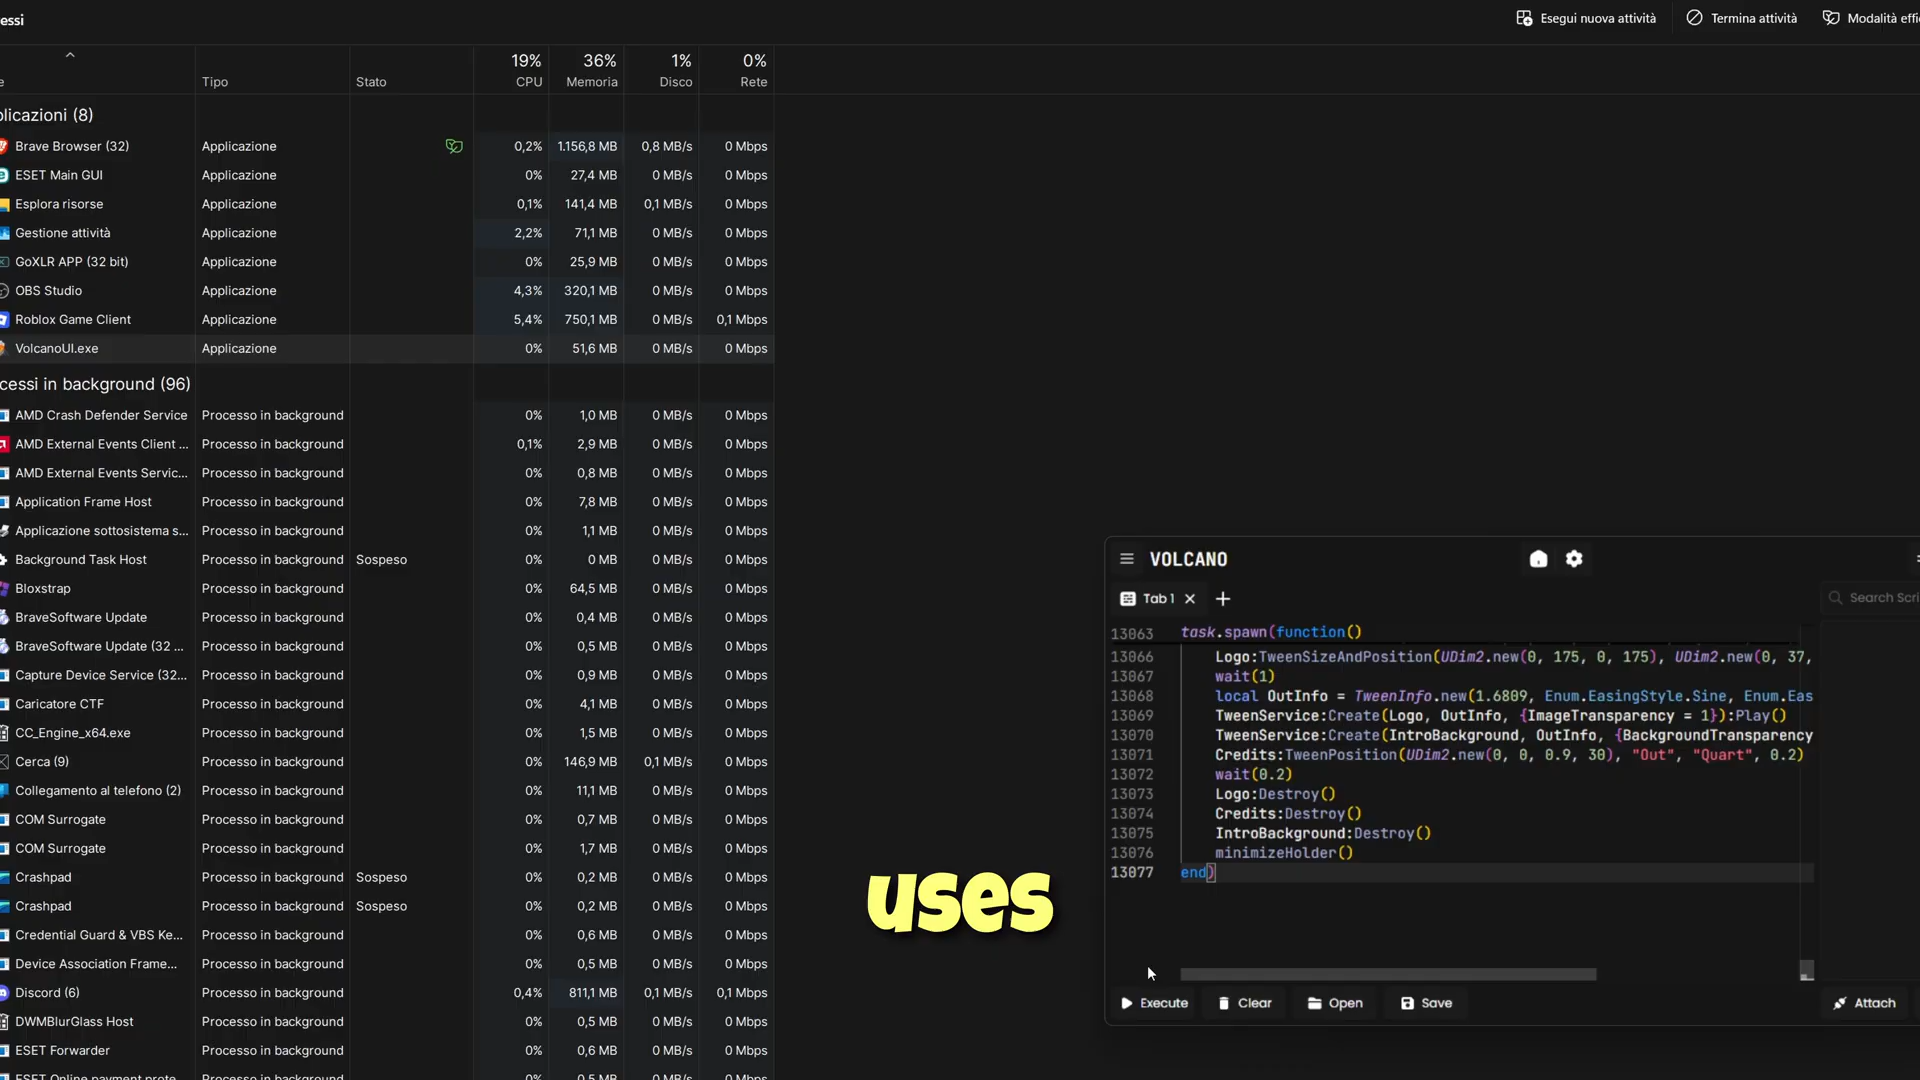 essi
Esegui nuova attività
Termina attività
Modalità effi
19% 36% 1% 0%
e Tipo Stato CPU Memoria Disco Rete
plicazioni (8)
Brave Browser (32) Applicazione 0,2% 1.156,8 MB 0,8 MB/s 0 Mbps
ESET Main GUI Applicazione 0% 27,4 MB 0 MB/s 0 Mbps
Esplora risorse Applicazione 0,1% 141,4 MB 0,1 MB/s 0 Mbps
Gestione attività Applicazione 2,2% 71,1 MB 0 MB/s 0 Mbps
GoXLR APP (32 bit) Applicazione 0% 25,9 MB 0 MB/s 0 Mbps
OBS Studio Applicazione 4,3% 320,1 MB 0 MB/s 0 Mbps
Roblox Game Client Applicazione 5,4% 750,1 MB 0 MB/s 0,1 Mbps
VolcanoUI.exe Applicazione 0% 51,6 MB 0 MB/s 0 Mbps
cessi in background (96)
AMD Crash Defender Service Processo in background 0% 1,0 MB 0 MB/s 0 Mbps
AMD External Events Client ... Processo in background 0,1% 2,9 MB 0 MB/s 0 Mbps
AMD External Events Servic... Processo in background 0% 0,8 MB 0 MB/s 0 Mbps
Application Frame Host Processo in background 0% 7,8 MB 0 MB/s 0 Mbps
Applicazione sottosistema s... Processo in background 0% 1,1 MB 0 MB/s 0 Mbps
Background Task Host Processo in background Sospeso 0% 0 MB 0 MB/s 0 Mbps
Bloxstrap Processo in background 0% 64,5 MB 0 MB/s 0 Mbps
BraveSoftware Update Processo in background 0% 0,4 MB 0 MB/s 0 Mbps
BraveSoftware Update (32 ... Processo in background 0% 0,5 MB 0 MB/s 0 Mbps
Capture Device Service (32... Processo in background 0% 0,9 MB 0 MB/s 0 Mbps
Caricatore CTF Processo in background 0% 4,1 MB 0 MB/s 0 Mbps
CC_Engine_x64.exe Processo in background 0% 1,5 MB 0 MB/s 0 Mbps
Cerca (9) Processo in background 0% 146,9 MB 0,1 MB/s 0 Mbps
Collegamento al telefono (2) Processo in background 0% 11,1 MB 0 MB/s 0 Mbps
COM Surrogate Processo in background 0% 0,7 MB 0 MB/s 0 Mbps
COM Surrogate Processo in background 0% 1,7 MB 0 MB/s 0 Mbps
Crashpad Processo in background Sospeso 0% 0,2 MB 0 MB/s 0 Mbps
Crashpad Processo in background Sospeso 0% 0,2 MB 0 MB/s 0 Mbps
Credential Guard & VBS Ke... Processo in background 0% 0,6 MB 0 MB/s 0 Mbps
Device Association Frame... Processo in background 0% 0,5 MB 0 MB/s 0 Mbps
Discord (6) Processo in background 0,4% 811,1 MB 0,1 MB/s 0,1 Mbps
DWMBlurGlass Host Processo in background 0% 0,5 MB 0 MB/s 0 Mbps
ESET Forwarder Processo in background 0% 0,6 MB 0 MB/s 0 Mbps
ESET Online payment prote... Processo in background 0% 0,5 MB 0 MB/s 0 Mbps
uses
VOLCANO
Tab 1
Search Scri
13063 task.spawn(function()
13066 Logo:TweenSizeAndPosition(UDim2.new(0, 175, 0, 175), UDim2.new(0, 37,
13067 wait(1)
13068 local OutInfo = TweenInfo.new(1.6809, Enum.EasingStyle.Sine, Enum.Eas
13069 TweenService:Create(Logo, OutInfo, {ImageTransparency = 1}):Play()
13070 TweenService:Create(IntroBackground, OutInfo, {BackgroundTransparency
13071 Credits:TweenPosition(UDim2.new(0, 0, 0.9, 30), "Out", "Quart", 0.2)
13072 wait(0.2)
13073 Logo:Destroy()
13074 Credits:Destroy()
13075 IntroBackground:Destroy()
13076 minimizeHolder()
13077 end)
Execute Clear Open Save Attach